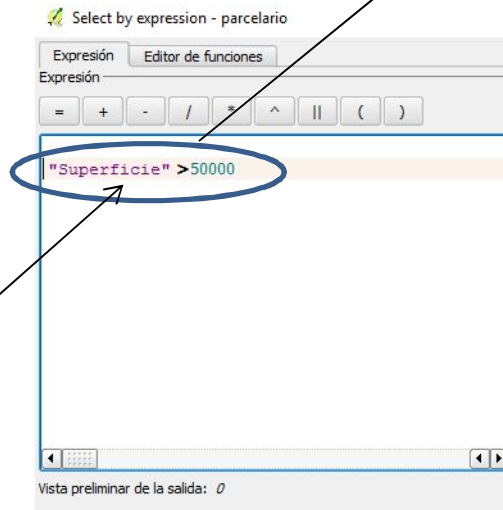 Select by expression - parcelario
Expresión Editor de funciones
Expresión
= + - / * ^ || ( )
"Superficie" >50000
Vista preliminar de la salida: 0